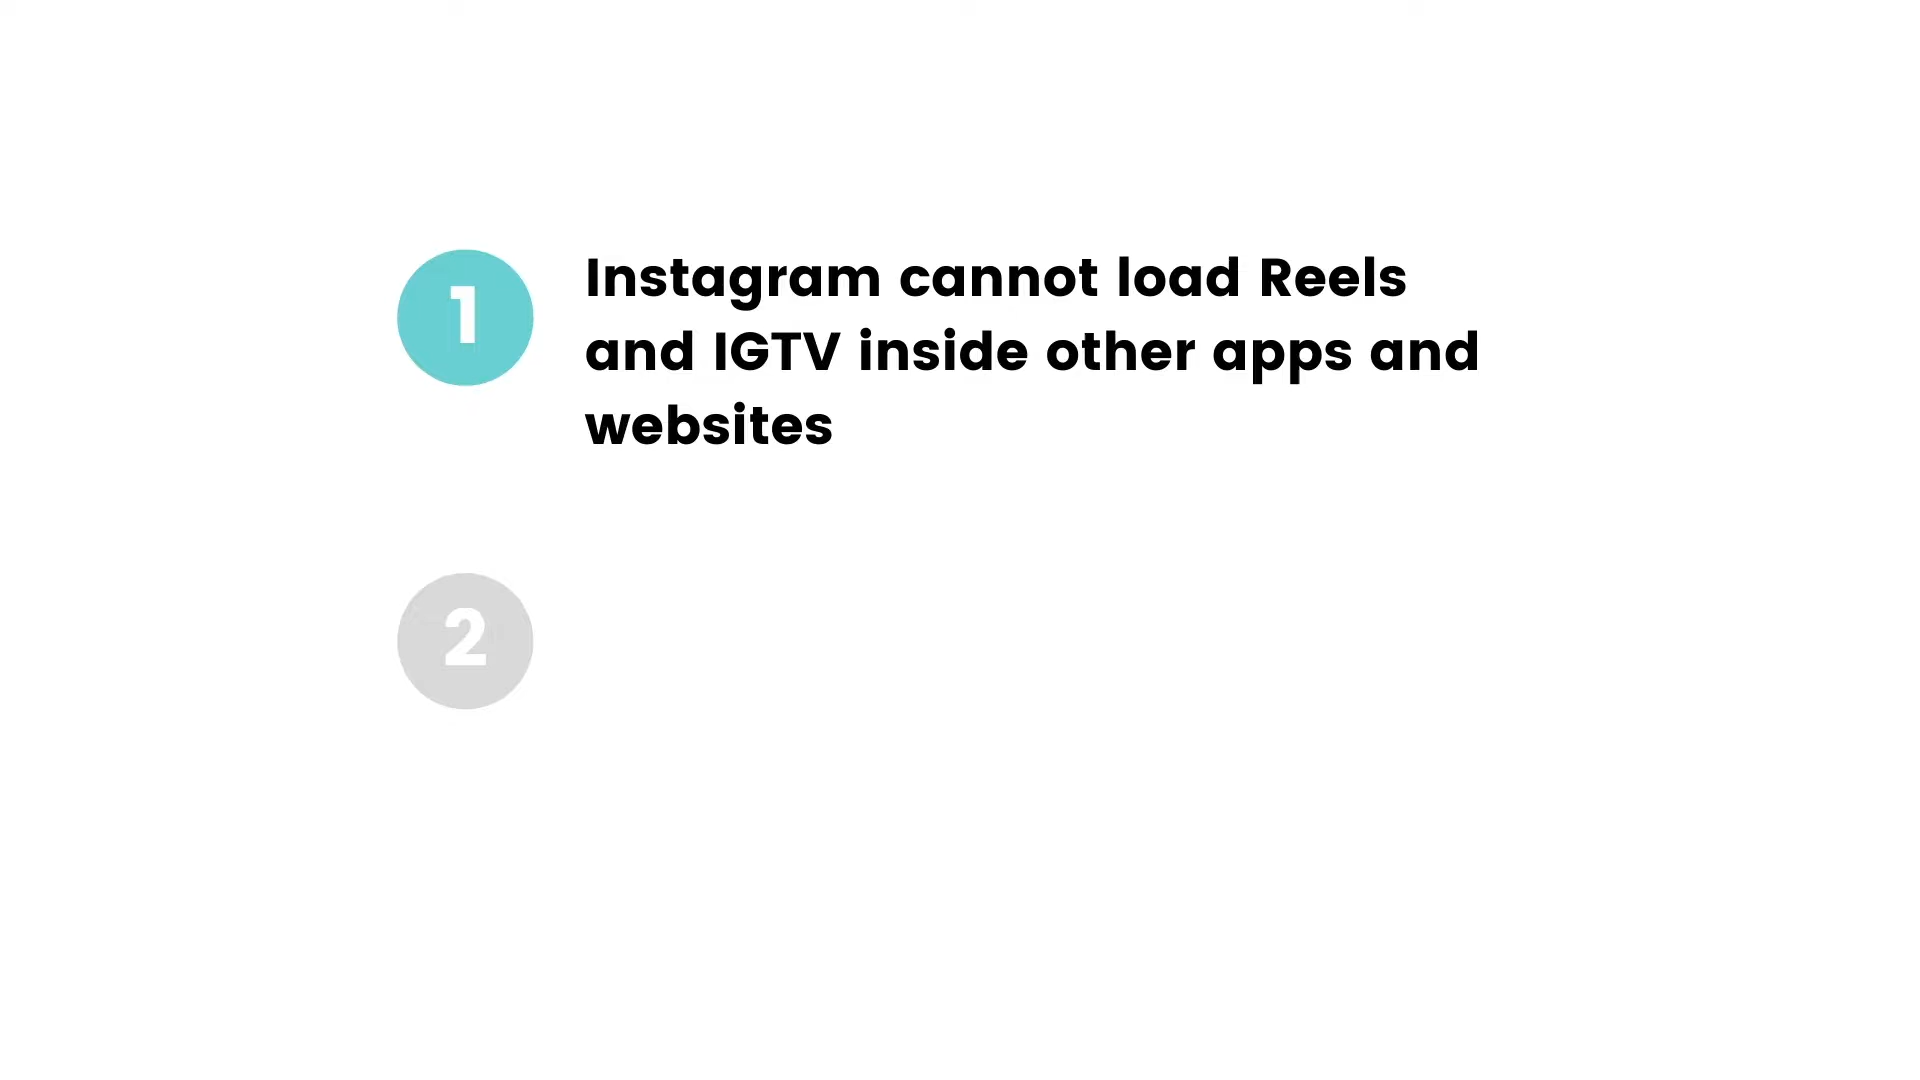 1
Instagram cannot load Reels
and IGTV inside other apps and
websites
2